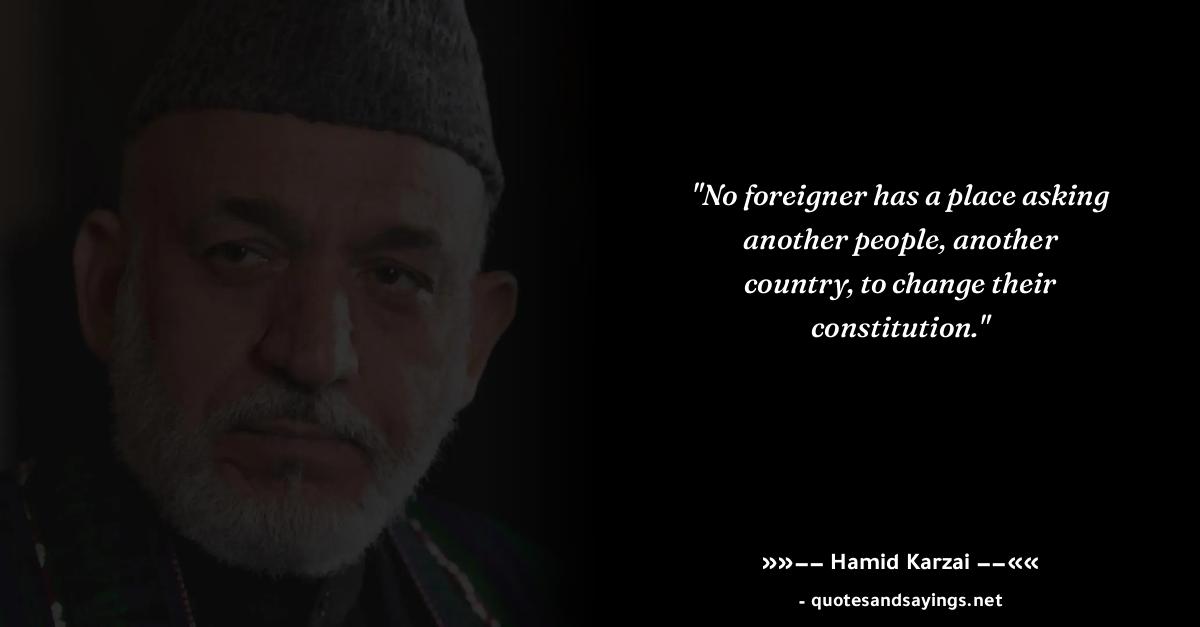 "No foreigner has a place asking
another people, another
country, to change their
constitution."
»»−− Hamid Karzai −−««
- quotesandsayings.net